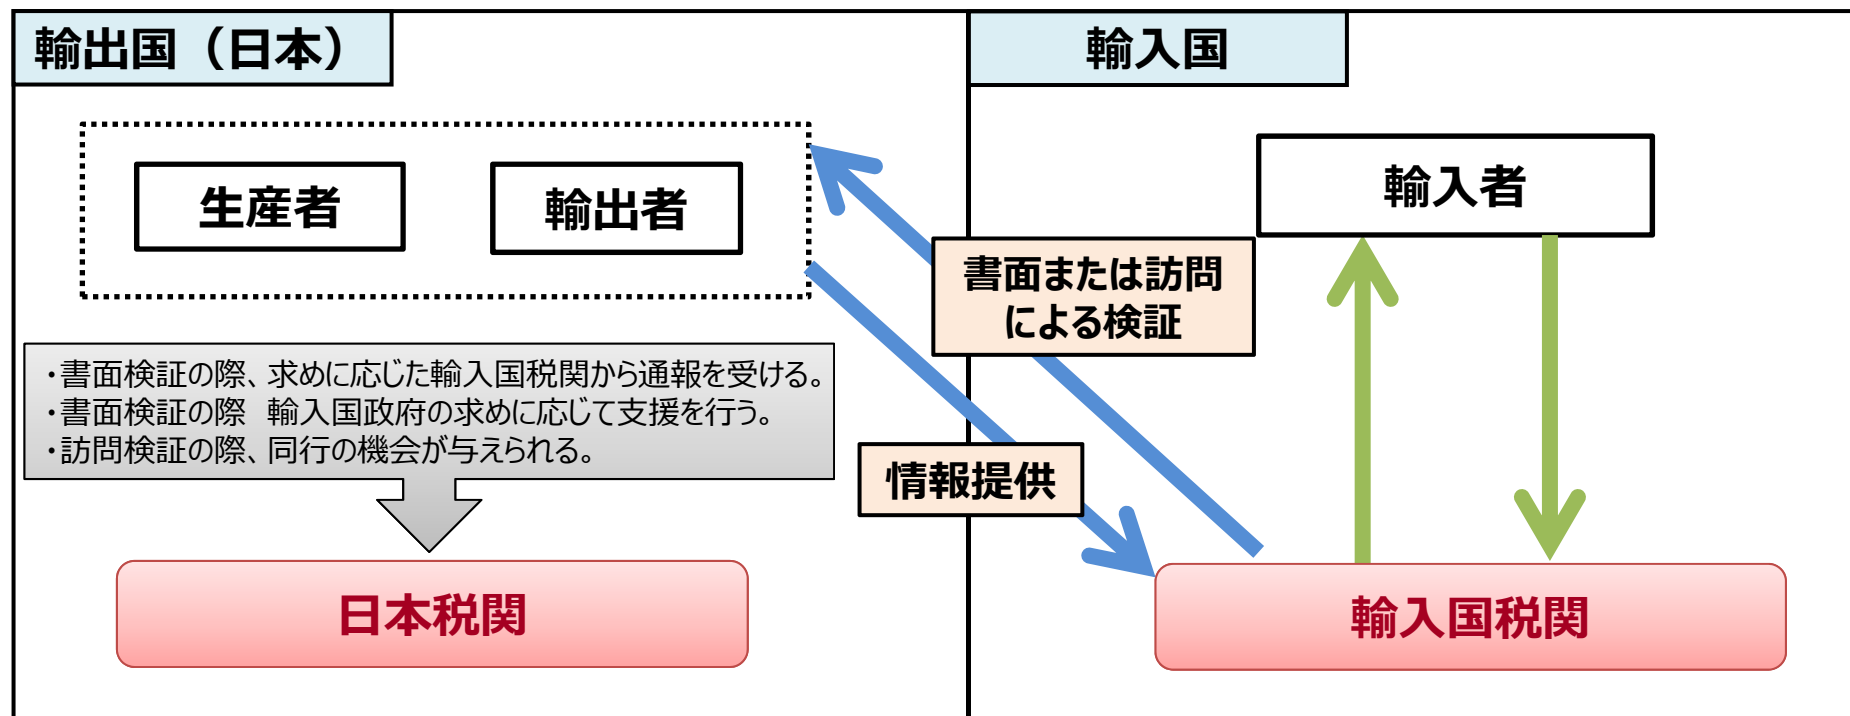 輸出国（日本）
輸入国
生産者
輸出者
輸入者
書面または訪問
による検証
・書面検証の際、求めに応じた輸入国税関から通報を受ける。
・書面検証の際　輸入国政府の求めに応じて支援を行う。
・訪問検証の際、同行の機会が与えられる。
情報提供
日本税関
輸入国税関